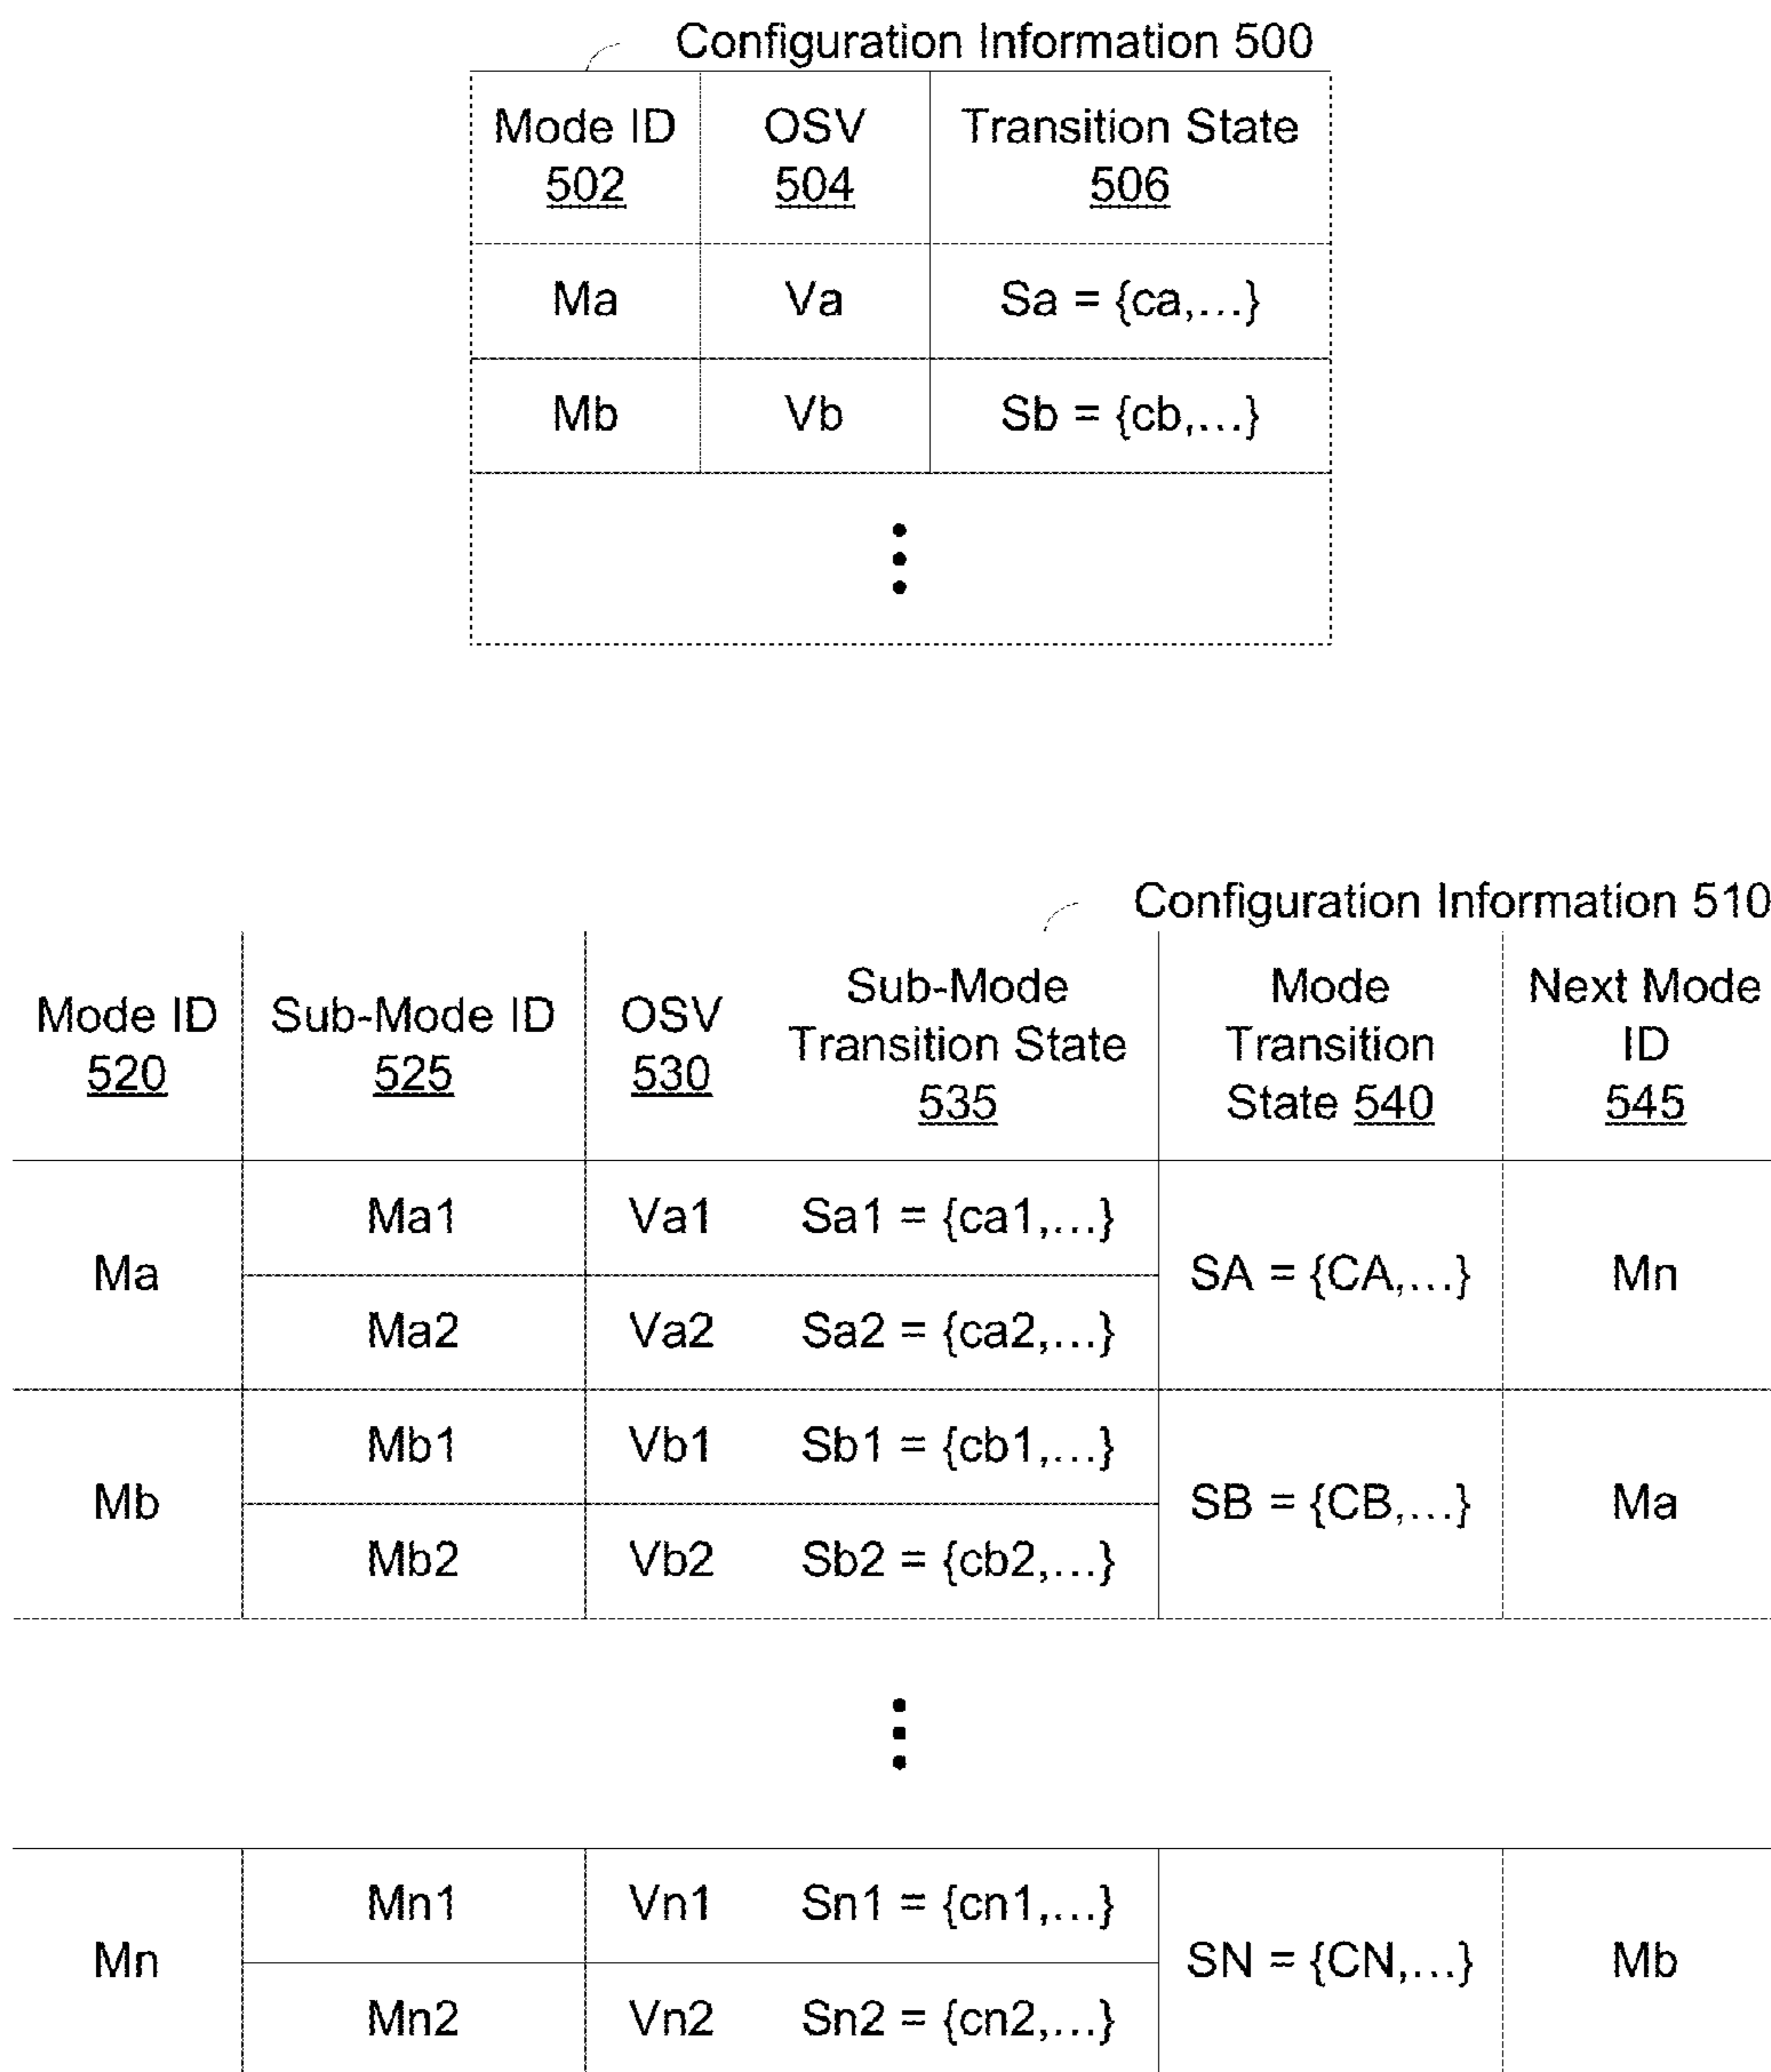 Configuration Information 500
Mode ID OSV Transition State
502 504 506
Ma Va Sa = {ca,...}
Mb Vb Sb = {cb,...}
Configuration Information 510
Mode ID Sub-Mode ID OSV Sub-Mode Mode Next Mode
520 525 530 Transition State Transition ID
535 State 540 545
Ma1 Va1 Sa1 = {ca1,...}
Ma SA = {CA,...} Mn
Ma2 Va2 Sa2 = {ca2,...}
Mb1 Vb1 Sb1 = {cb1,...}
Mb SB = {CB,...} Ma
Mb2 Vb2 Sb2 = {cb2,...}
Mn1 Vn1 Sn1 = {cn1,...}
Mn SN = {CN,...} Mb
Mn2 Vn2 Sn2 = {cn2,...}